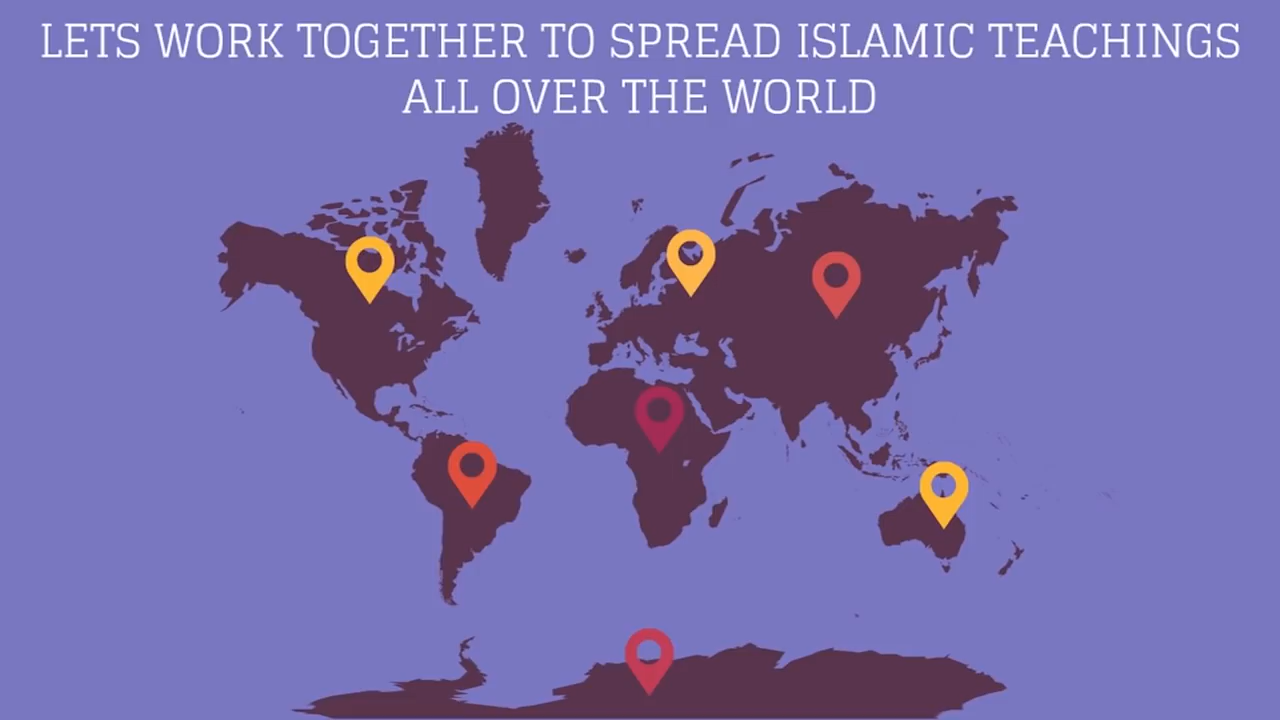 LETS WORK TOGETHER TO SPREAD ISLAMIC TEACHINGS
ALL OVER THE WORLD